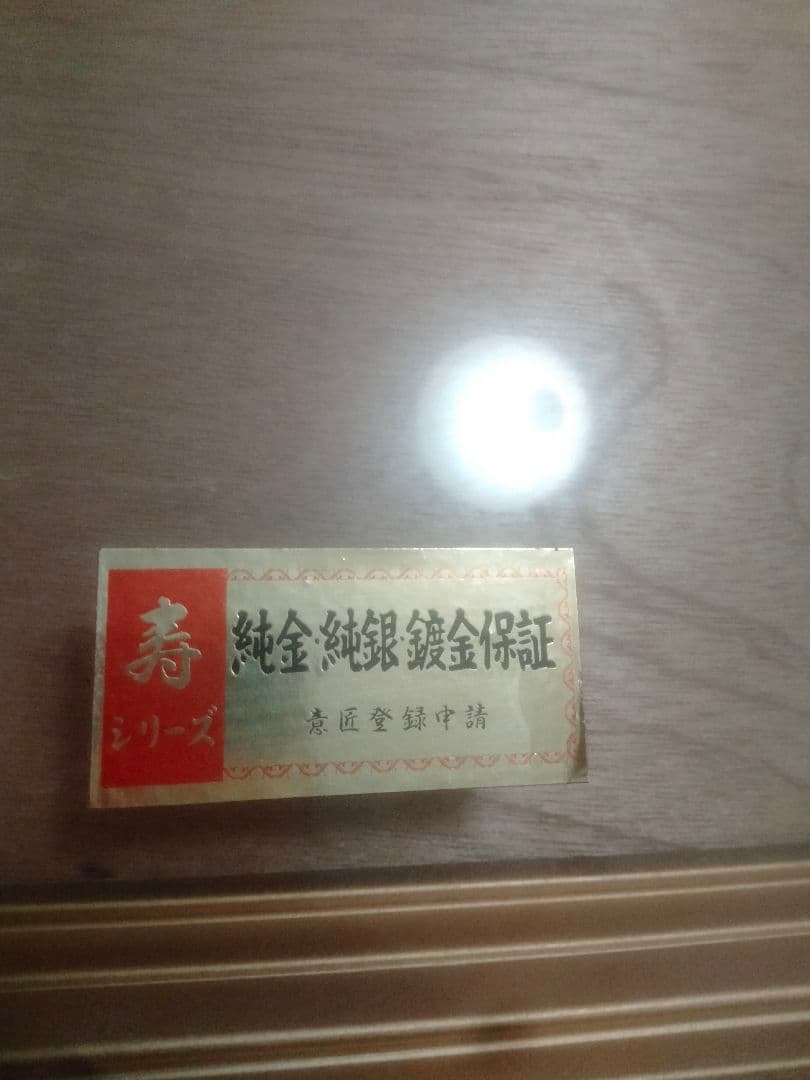 寿
シリーズ
純金・純銀・鍍金保証
意匠登録申請